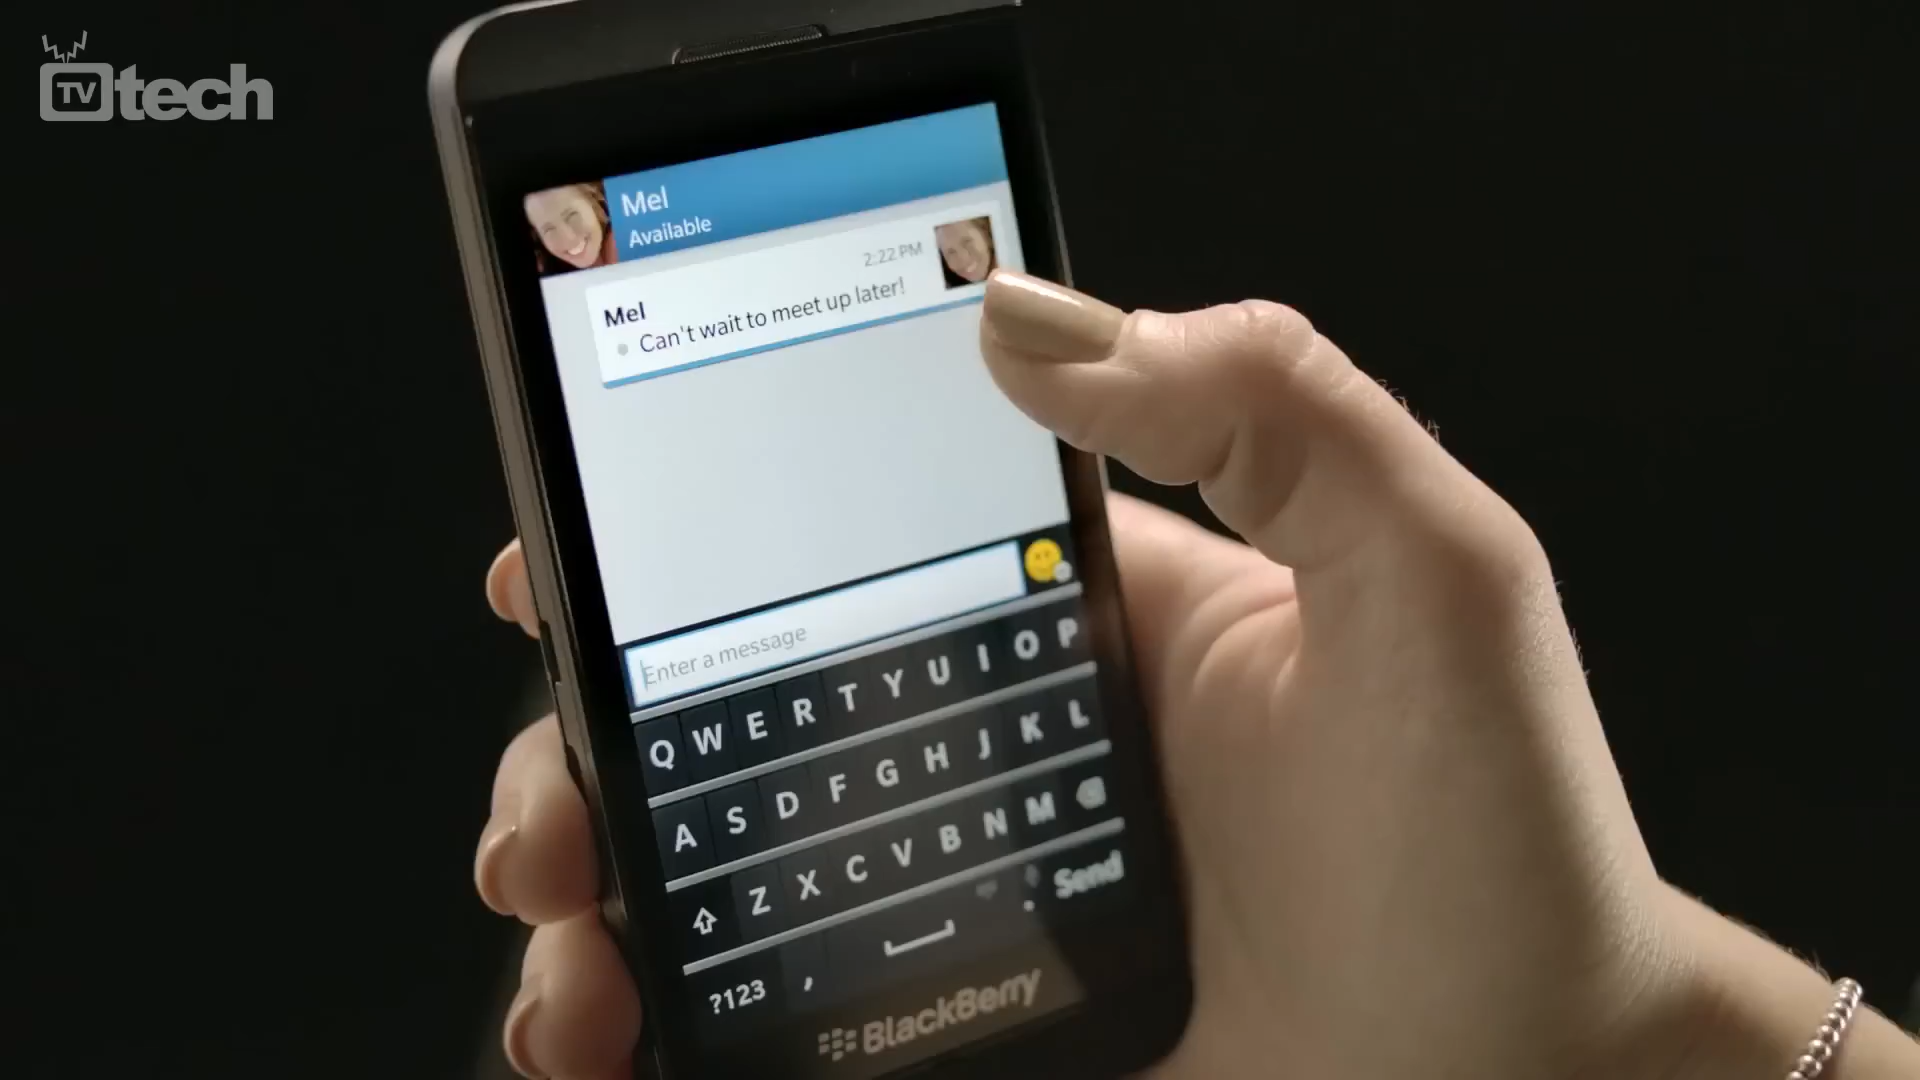 TV tech
Mel
Available
2:22 PM
Mel
Can't wait to meet up later!
Enter a message
Q W E R T Y U I O P
A S D F G H J K L
Z X C V B N M
?123 , . Send
BlackBerry